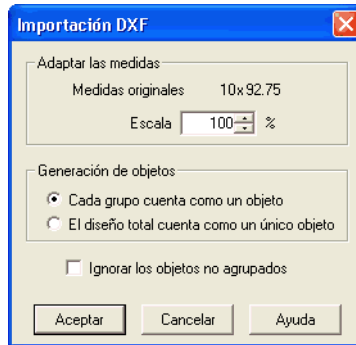 Importación DXF
Adaptar las medidas
Medidas originales 10x92.75
Escala 100 %
Generación de objetos
Cada grupo cuenta como un objeto
El diseño total cuenta como un único objeto
Ignorar los objetos no agrupados
Aceptar Cancelar Ayuda